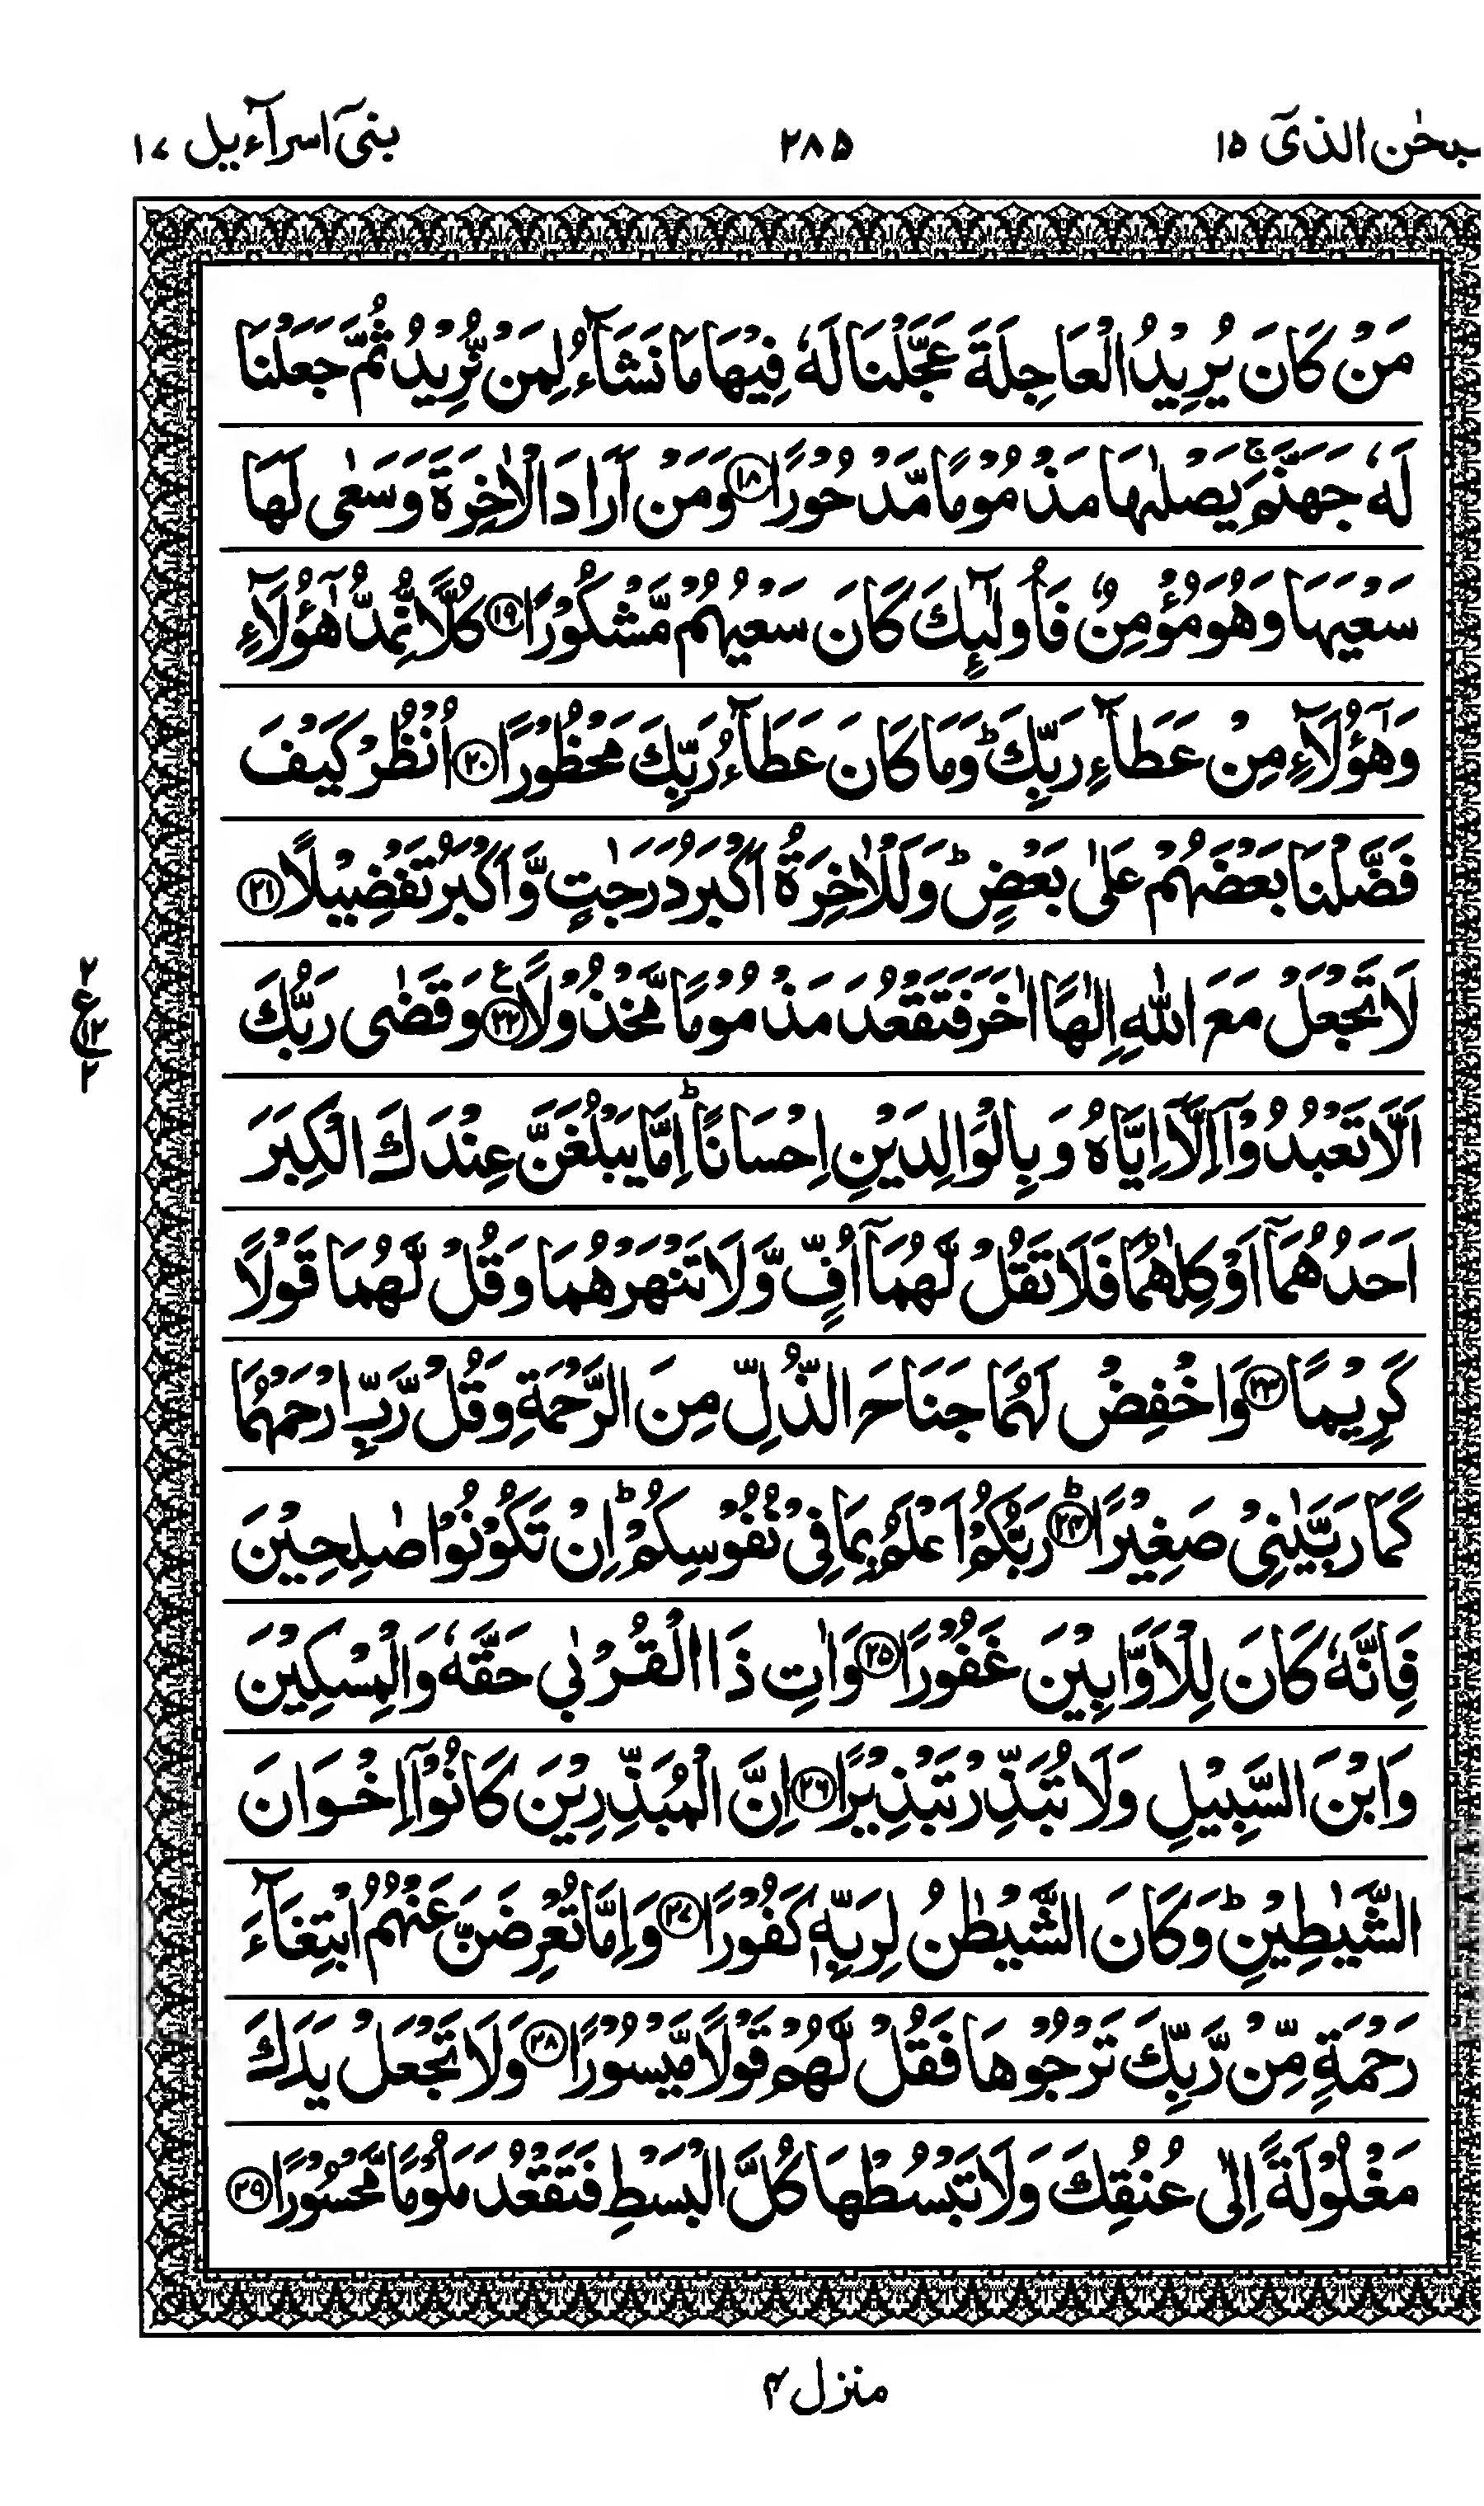 سبحٰن الذیٓ ١٥
٢٨٥
بنیٓ اسرآءیل ١٧
مَنْ كَانَ يُرِيْدُ الْعَاجِلَةَ عَجَّلْنَا لَهٗ فِيْهَا مَا نَشَآءُ لِمَنْ نُّرِيْدُ ثُمَّ جَعَلْنَا
لَهٗ جَهَنَّمَۚ يَصْلٰىهَا مَذْمُوْمًا مَّدْحُوْرًا ﴿١٨﴾ وَمَنْ اَرَادَ الْاٰخِرَةَ وَسَعٰى لَهَا
سَعْيَهَا وَهُوَ مُؤْمِنٌ فَاُولٰٓئِكَ كَانَ سَعْيُهُمْ مَّشْكُوْرًا ﴿١٩﴾ كُلًّا نُّمِدُّ هٰٓؤُلَآءِ
وَهٰٓؤُلَآءِ مِنْ عَطَآءِ رَبِّكَؕ وَمَا كَانَ عَطَآءُ رَبِّكَ مَحْظُوْرًا ﴿٢٠﴾ اُنْظُرْ كَيْفَ
فَضَّلْنَا بَعْضَهُمْ عَلٰى بَعْضٍؕ وَلَلْاٰخِرَةُ اَكْبَرُ دَرَجٰتٍ وَّاَكْبَرُ تَفْضِيْلًا ﴿٢١﴾
لَا تَجْعَلْ مَعَ اللّٰهِ اِلٰهًا اٰخَرَ فَتَقْعُدَ مَذْمُوْمًا مَّخْذُوْلًا ﴿٢٢﴾ ع وَقَضٰى رَبُّكَ
٢
ع
١٢
٢
اَلَّا تَعْبُدُوْٓا اِلَّآ اِيَّاهُ وَبِالْوَالِدَيْنِ اِحْسَانًاؕ اِمَّا يَبْلُغَنَّ عِنْدَكَ الْكِبَرَ
اَحَدُهُمَآ اَوْ كِلٰهُمَا فَلَا تَقُلْ لَّهُمَآ اُفٍّ وَّلَا تَنْهَرْهُمَا وَقُلْ لَّهُمَا قَوْلًا
كَرِيْمًا ﴿٢٣﴾ وَاخْفِضْ لَهُمَا جَنَاحَ الذُّلِّ مِنَ الرَّحْمَةِ وَقُلْ رَّبِّ ارْحَمْهُمَا
كَمَا رَبَّيٰنِيْ صَغِيْرًاؕ ﴿٢٤﴾ رَبُّكُمْ اَعْلَمُ بِمَا فِيْ نُفُوْسِكُمْؕ اِنْ تَكُوْنُوْا صٰلِحِيْنَ
فَاِنَّهٗ كَانَ لِلْاَوَّابِيْنَ غَفُوْرًا ﴿٢٥﴾ وَاٰتِ ذَا الْقُرْبٰى حَقَّهٗ وَالْمِسْكِيْنَ
وَابْنَ السَّبِيْلِ وَلَا تُبَذِّرْ تَبْذِيْرًا ﴿٢٦﴾ اِنَّ الْمُبَذِّرِيْنَ كَانُوْٓا اِخْوَانَ
الشَّيٰطِيْنِؕ وَكَانَ الشَّيْطٰنُ لِرَبِّهٖ كَفُوْرًا ﴿٢٧﴾ وَاِمَّا تُعْرِضَنَّ عَنْهُمُ ابْتِغَآءَ
رَحْمَةٍ مِّنْ رَّبِّكَ تَرْجُوْهَا فَقُلْ لَّهُمْ قَوْلًا مَّيْسُوْرًا ﴿٢٨﴾ وَلَا تَجْعَلْ يَدَكَ
مَغْلُوْلَةً اِلٰى عُنُقِكَ وَلَا تَبْسُطْهَا كُلَّ الْبَسْطِ فَتَقْعُدَ مَلُوْمًا مَّحْسُوْرًا ﴿٢٩﴾
منزل ٤